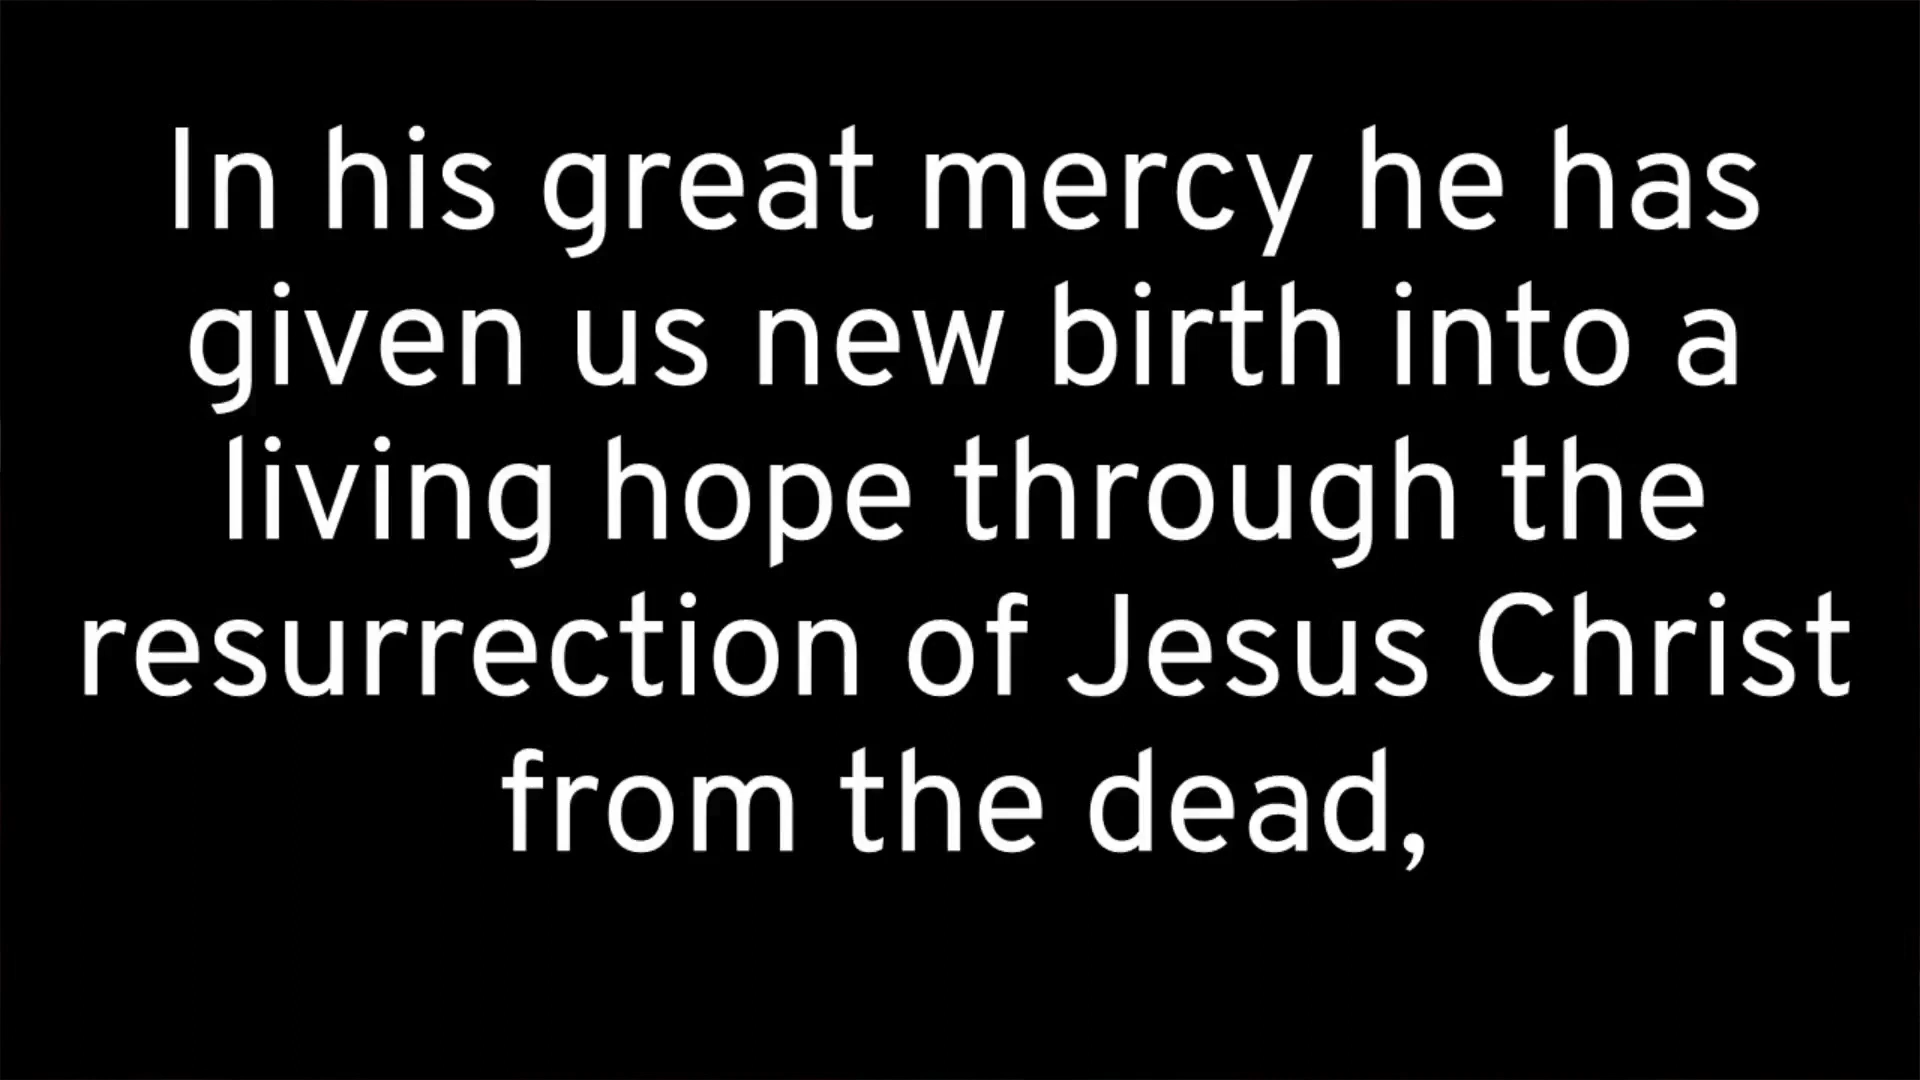 In his great mercy he has
given us new birth into a
living hope through the
resurrection of Jesus Christ
from the dead,